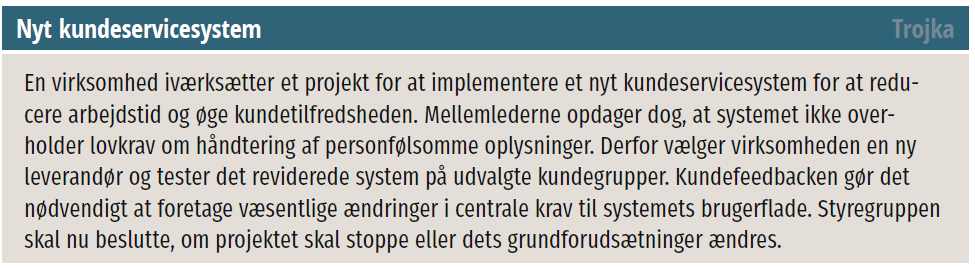 Nyt kundeservicesystem Trojka
En virksomhed iværksætter et projekt for at implementere et nyt kundeservicesystem for at redu-
cere arbejdstid og øge kundetilfredsheden. Mellemlederne opdager dog, at systemet ikke over-
holder lovkrav om håndtering af personfølsomme oplysninger. Derfor vælger virksomheden en ny
leverandør og tester det reviderede system på udvalgte kundegrupper. Kundefeedbacken gør det
nødvendigt at foretage væsentlige ændringer i centrale krav til systemets brugerflade. Styregruppen
skal nu beslutte, om projektet skal stoppe eller dets grundforudsætninger ændres.